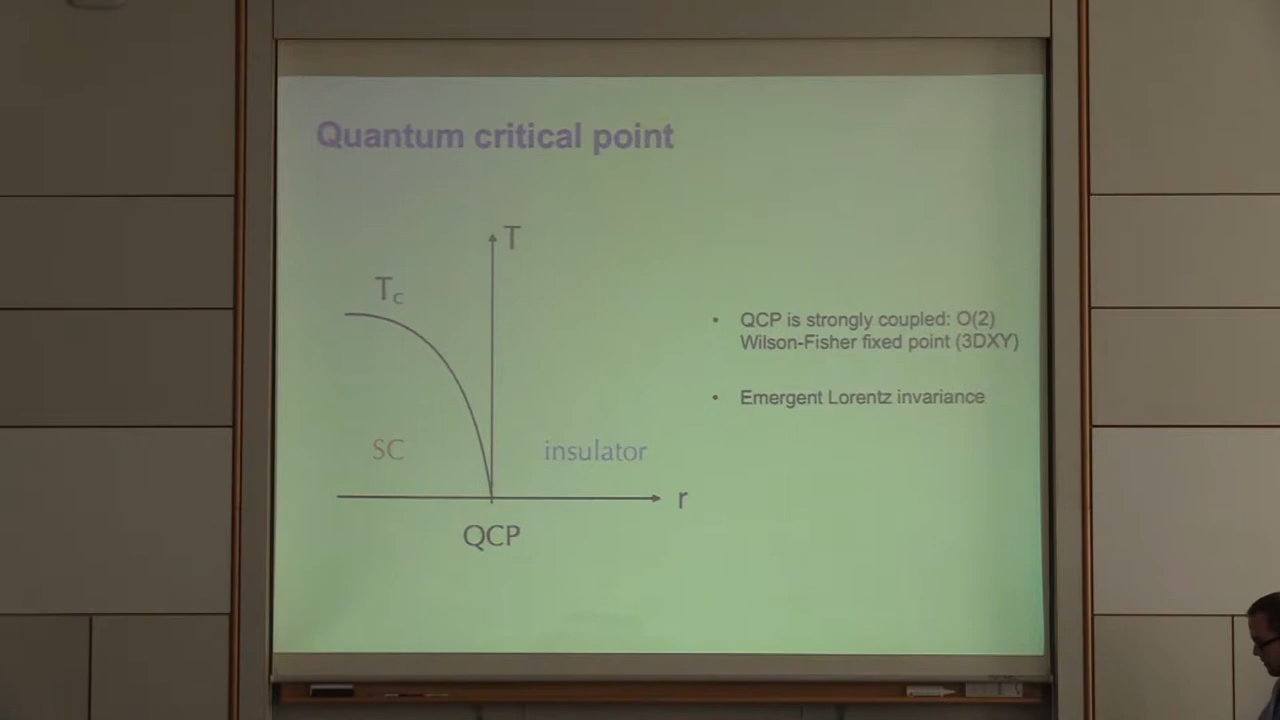 Quantum critical point
T
Tc
SC
insulator
r
QCP
• QCP is strongly coupled: O(2)
Wilson-Fisher fixed point (3DXY)
• Emergent Lorentz invariance